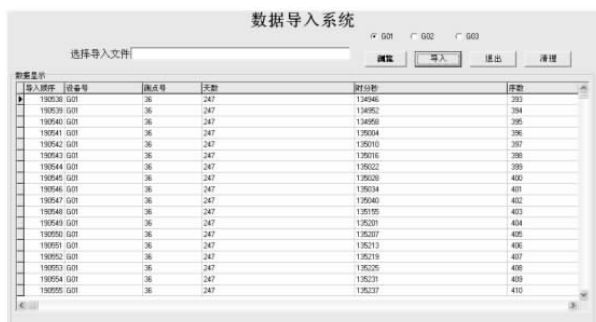 数据导入系统
G01 G02 G03
选择导入文件 浏览 导入 退出 清理
数据显示
导入顺序 设备号 测点号 天数 时分秒 序数
190538 G01 36 247 134946 393
190539 G01 36 247 134952 394
190540 G01 36 247 134958 395
190541 G01 36 247 135004 396
190542 G01 36 247 135010 397
190543 G01 36 247 135016 398
190544 G01 36 247 135022 399
190545 G01 36 247 135028 400
190546 G01 36 247 135034 401
190547 G01 36 247 135040 402
190548 G01 36 247 135155 403
190549 G01 36 247 135201 404
190550 G01 36 247 135207 405
190551 G01 36 247 135213 406
190552 G01 36 247 135219 407
190553 G01 36 247 135225 408
190554 G01 36 247 135231 409
190555 G01 36 247 135237 410